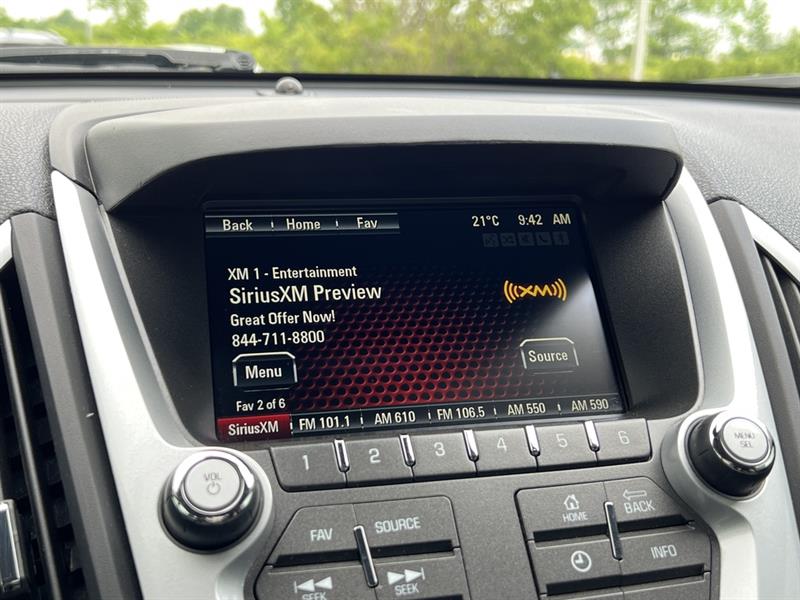 Back Home Fav 21°C 9:42 AM
XM 1 - Entertainment
SiriusXM Preview
((XM))
Great Offer Now!
844-711-8800
Menu
Source
Fav 2 of 6
SiriusXM FM 101.1 AM 610 FM 106.5 AM 550 AM 590
1 2 3 4 5 6
VOL
MENU
SEL
FAV SOURCE
HOME BACK
INFO
SEEK SEEK